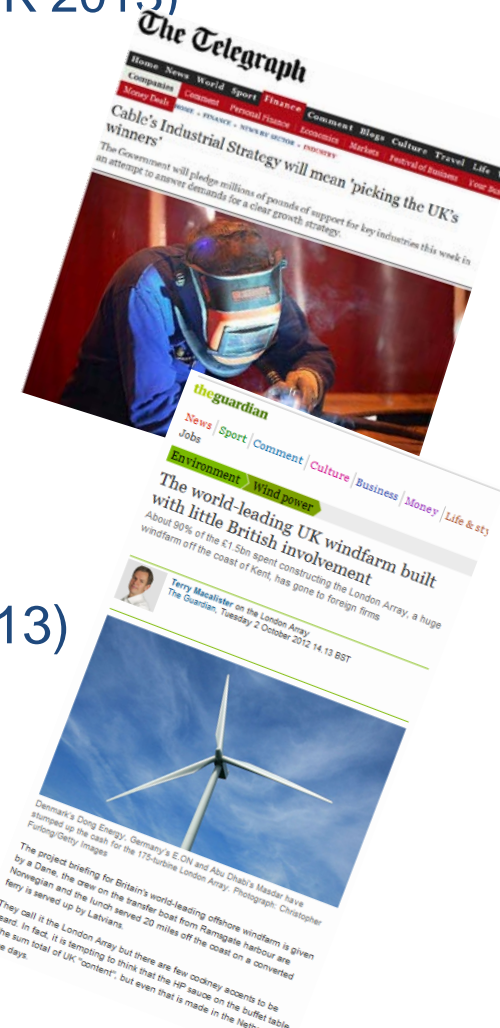 2013)
The Telegraph
Home News World Sport Finance Comment Blogs Culture Travel Life
Companies Comment Personal Finance Economics Markets Festival of Business Your
Money Deals
HOME » FINANCE » NEWS BY SECTOR » INDUSTRY
Cable's Industrial Strategy will mean 'picking the UK's
winners'
The Government will pledge millions of pounds of support for key industries this week in
an attempt to answer demands for a clear growth strategy.
theguardian
News Sport Comment Culture Business Money Life & sty
Jobs
Environment Wind power
The world-leading UK windfarm built
with little British involvement
About 90% of the £1.5bn spent constructing the London Array, a huge
windfarm off the coast of Kent, has gone to foreign firms
Terry Macalister on the London Array
The Guardian, Tuesday 2 October 2012 14.13 BST
13)
Denmark's Dong Energy, Germany's E.ON and Abu Dhabi's Masdar have
stumped up the cash for the 175-turbine London Array. Photograph: Christopher
Furlong/Getty Images
The project briefing for Britain's world-leading offshore windfarm is given
by a Dane, the crew on the transfer boat from Ramsgate harbour are
Norwegian and the lunch served 20 miles off the coast on a converted
ferry is served up by Latvians.
They call it the London Array but there are few cockney accents to be
eard. In fact, it is tempting to think that the HP sauce on the buffet table
he sum total of UK "content", but even that is made in the Neth
e days.